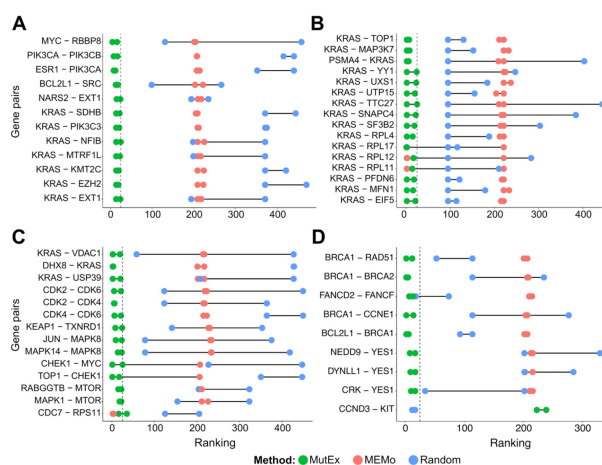 A
B
Gene pairs
MYC − RBBP8
PIK3CA − PIK3CB
ESR1 − PIK3CA
BCL2L1 − SRC
NARS2 − EXT1
KRAS − SDHB
KRAS − PIK3C3
KRAS − NFIB
KRAS − MTRF1L
KRAS − KMT2C
KRAS − EZH2
KRAS − EXT1
0 100 200 300 400
KRAS − TOP1
KRAS − MAP3K7
PSMA4 − KRAS
KRAS − YY1
KRAS − UXS1
KRAS − UTP15
KRAS − TTC27
KRAS − SNAPC4
KRAS − SF3B2
KRAS − RPL4
KRAS − RPL17
KRAS − RPL12
KRAS − RPL11
KRAS − PFDN6
KRAS − MFN1
KRAS − EIF5
0 100 200 300 400
C
D
Gene pairs
KRAS − VDAC1
DHX8 − KRAS
KRAS − USP39
CDK2 − CDK6
CDK2 − CDK4
CDK4 − CDK6
KEAP1 − TXNRD1
JUN − MAPK8
MAPK14 − MAPK8
CHEK1 − MYC
TOP1 − CHEK1
RABGGTB − MTOR
MAPK1 − MTOR
CDC7 − RPS11
0 100 200 300 400
Ranking
BRCA1 − RAD51
BRCA1 − BRCA2
FANCD2 − FANCF
BRCA1 − CCNE1
BCL2L1 − BRCA1
NEDD9 − YES1
DYNLL1 − YES1
CRK − YES1
CCND3 − KIT
0 100 200 300
Ranking
Method: MutEx MEMo Random